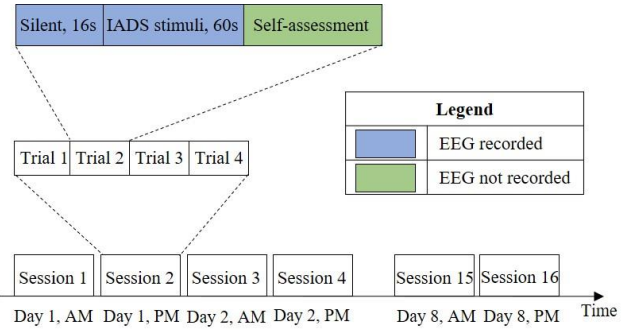 Silent, 16s IADS stimuli, 60s Self-assessment
Legend
EEG recorded
EEG not recorded
Trial 1 Trial 2 Trial 3 Trial 4
Session 1 Session 2 Session 3 Session 4 Session 15 Session 16
Day 1, AM Day 1, PM Day 2, AM Day 2, PM Day 8, AM Day 8, PM Time